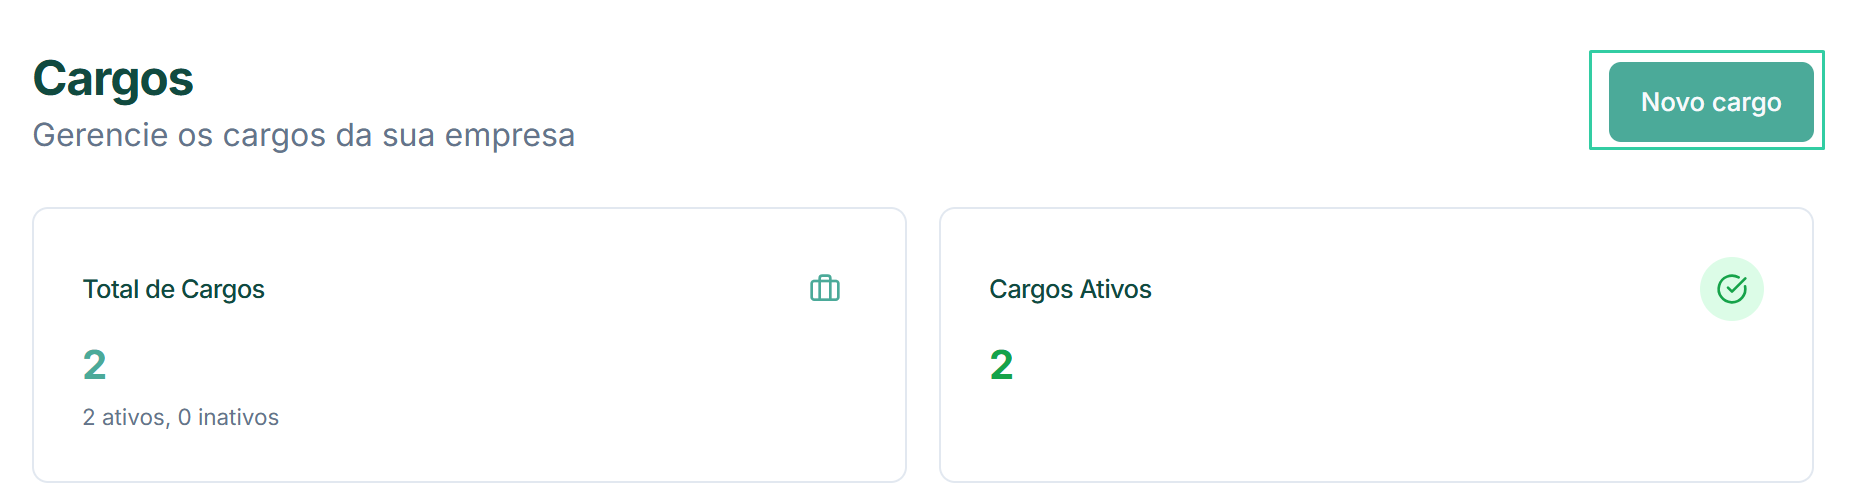 Cargos
Gerencie os cargos da sua empresa
Novo cargo
Total de Cargos
2
2 ativos, 0 inativos
Cargos Ativos
2